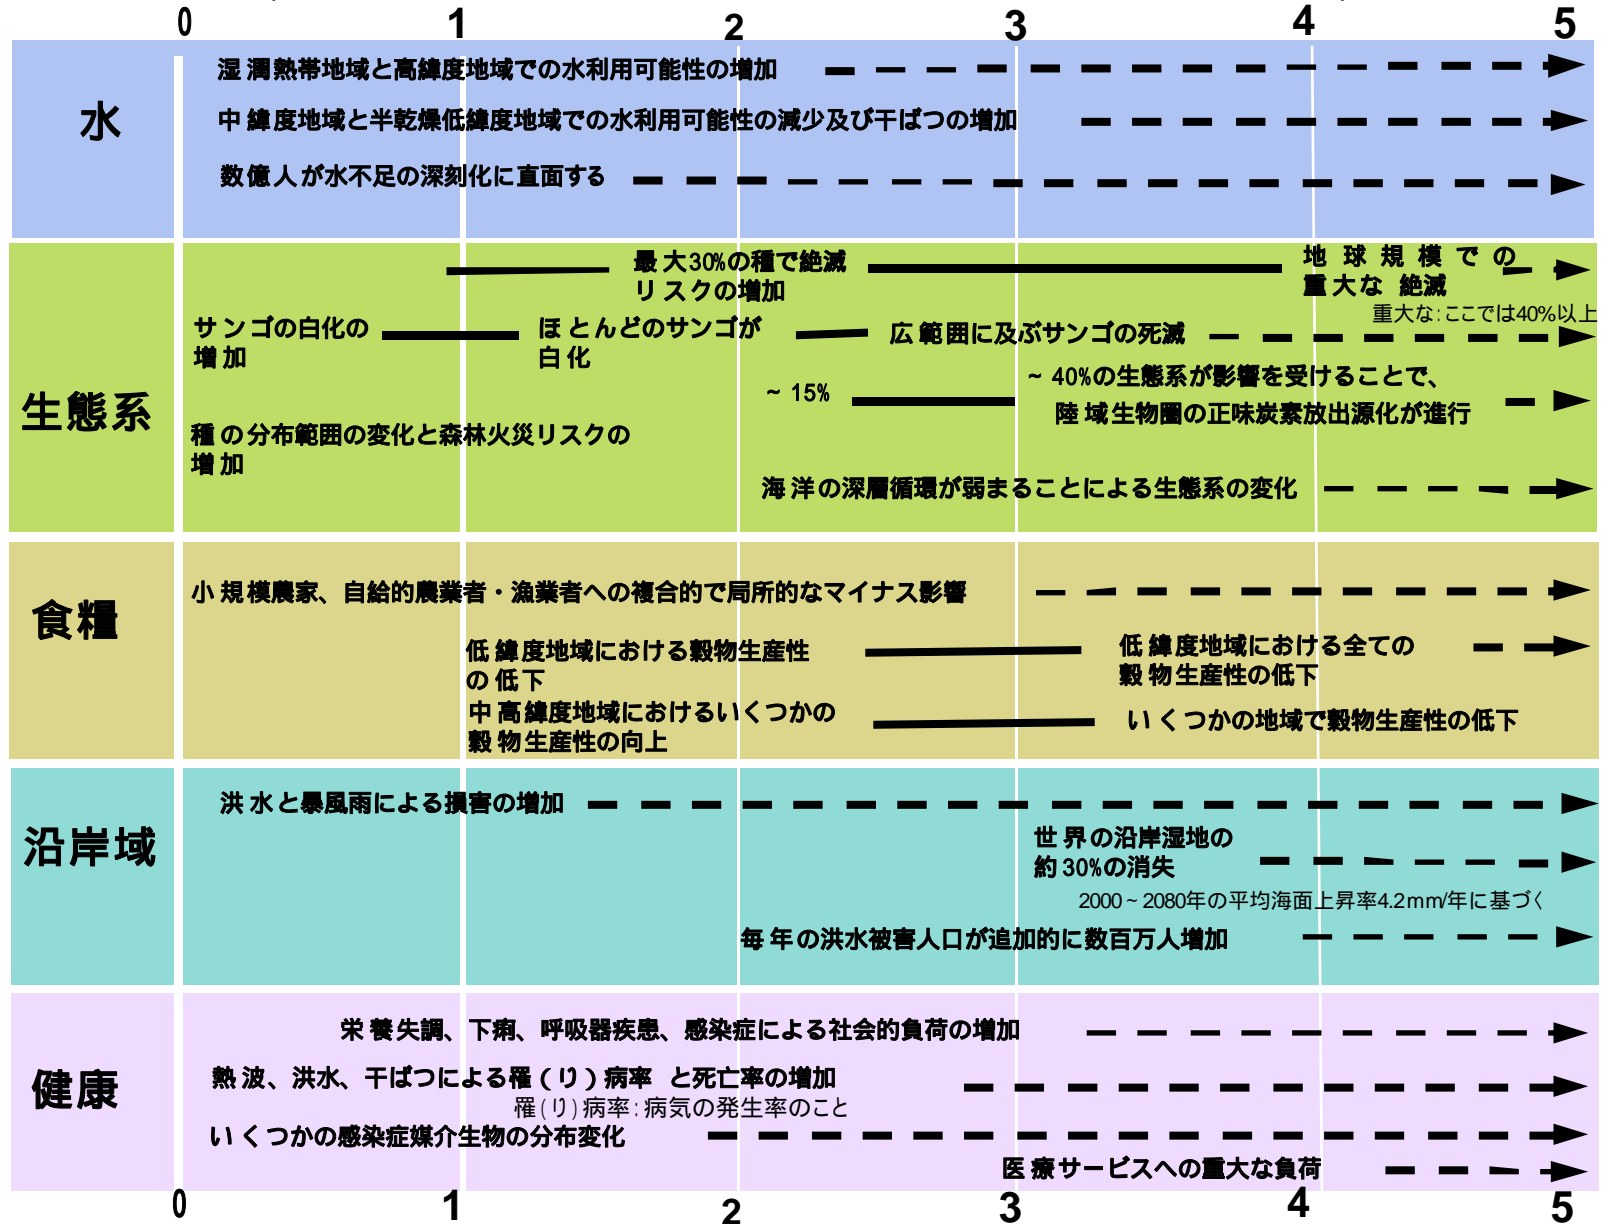 0 1 2 3 4 5
水
湿潤熱帯地域と高緯度地域での水利用可能性の増加
中緯度地域と半乾燥低緯度地域での水利用可能性の減少及び干ばつの増加
数億人が水不足の深刻化に直面する
生態系
最大30%の種で絶滅
リスクの増加
地球規模での
重大な 絶滅
重大な:ここでは40%以上
サンゴの白化の
増加
ほとんどのサンゴが
白化
広範囲に及ぶサンゴの死滅
~ 15%
~ 40%の生態系が影響を受けることで、
陸域生物圏の正味炭素放出源化が進行
種の分布範囲の変化と森林火災リスクの
増加
海洋の深層循環が弱まることによる生態系の変化
食糧
小規模農家、自給的農業者・漁業者への複合的で局所的なマイナス影響
低緯度地域における穀物生産性
の低下
低緯度地域における全ての
穀物生産性の低下
中高緯度地域におけるいくつかの
穀物生産性の向上
いくつかの地域で穀物生産性の低下
沿岸域
洪水と暴風雨による損害の増加
世界の沿岸湿地の
約30%の消失
2000~2080年の平均海面上昇率4.2mm/年に基づく
毎年の洪水被害人口が追加的に数百万人増加
健康
栄養失調、下痢、呼吸器疾患、感染症による社会的負荷の増加
熱波、洪水、干ばつによる罹(り)病率 と死亡率の増加
罹(り)病率:病気の発生率のこと
いくつかの感染症媒介生物の分布変化
医療サービスへの重大な負荷
0 1 2 3 4 5